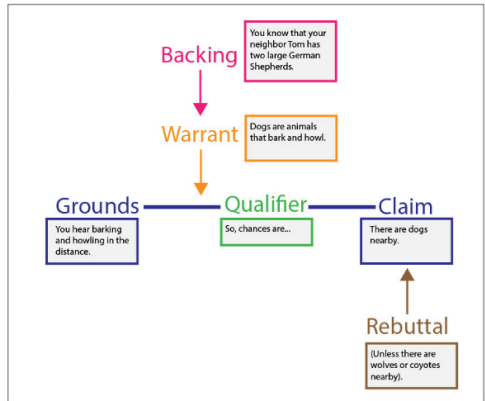 Backing
You know that your
neighbor Tom has
two large German
Shepherds.
Warrant
Dogs are animals
that bark and howl.
Grounds
You hear barking
and howling in the
distance.
Qualifier
So, chances are...
Claim
There are dogs
nearby.
Rebuttal
(Unless there are
wolves or coyotes
nearby).